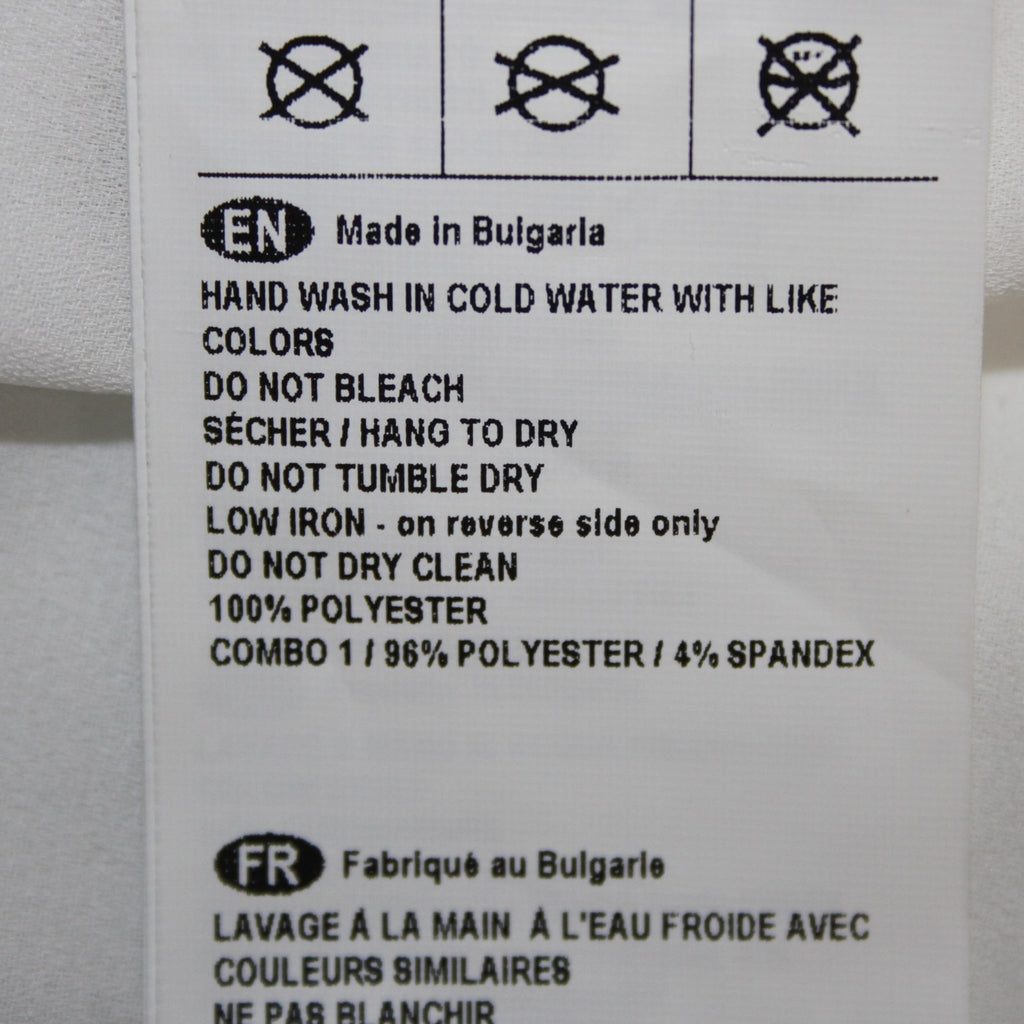 EN Made in Bulgaria
HAND WASH IN COLD WATER WITH LIKE
COLORS
DO NOT BLEACH
SÉCHER / HANG TO DRY
DO NOT TUMBLE DRY
LOW IRON - on reverse side only
DO NOT DRY CLEAN
100% POLYESTER
COMBO 1 / 96% POLYESTER / 4% SPANDEX
FR Fabriqué au Bulgarie
LAVAGE À LA MAIN À L'EAU FROIDE AVEC
COULEURS SIMILAIRES
NE PAS BLANCHIR